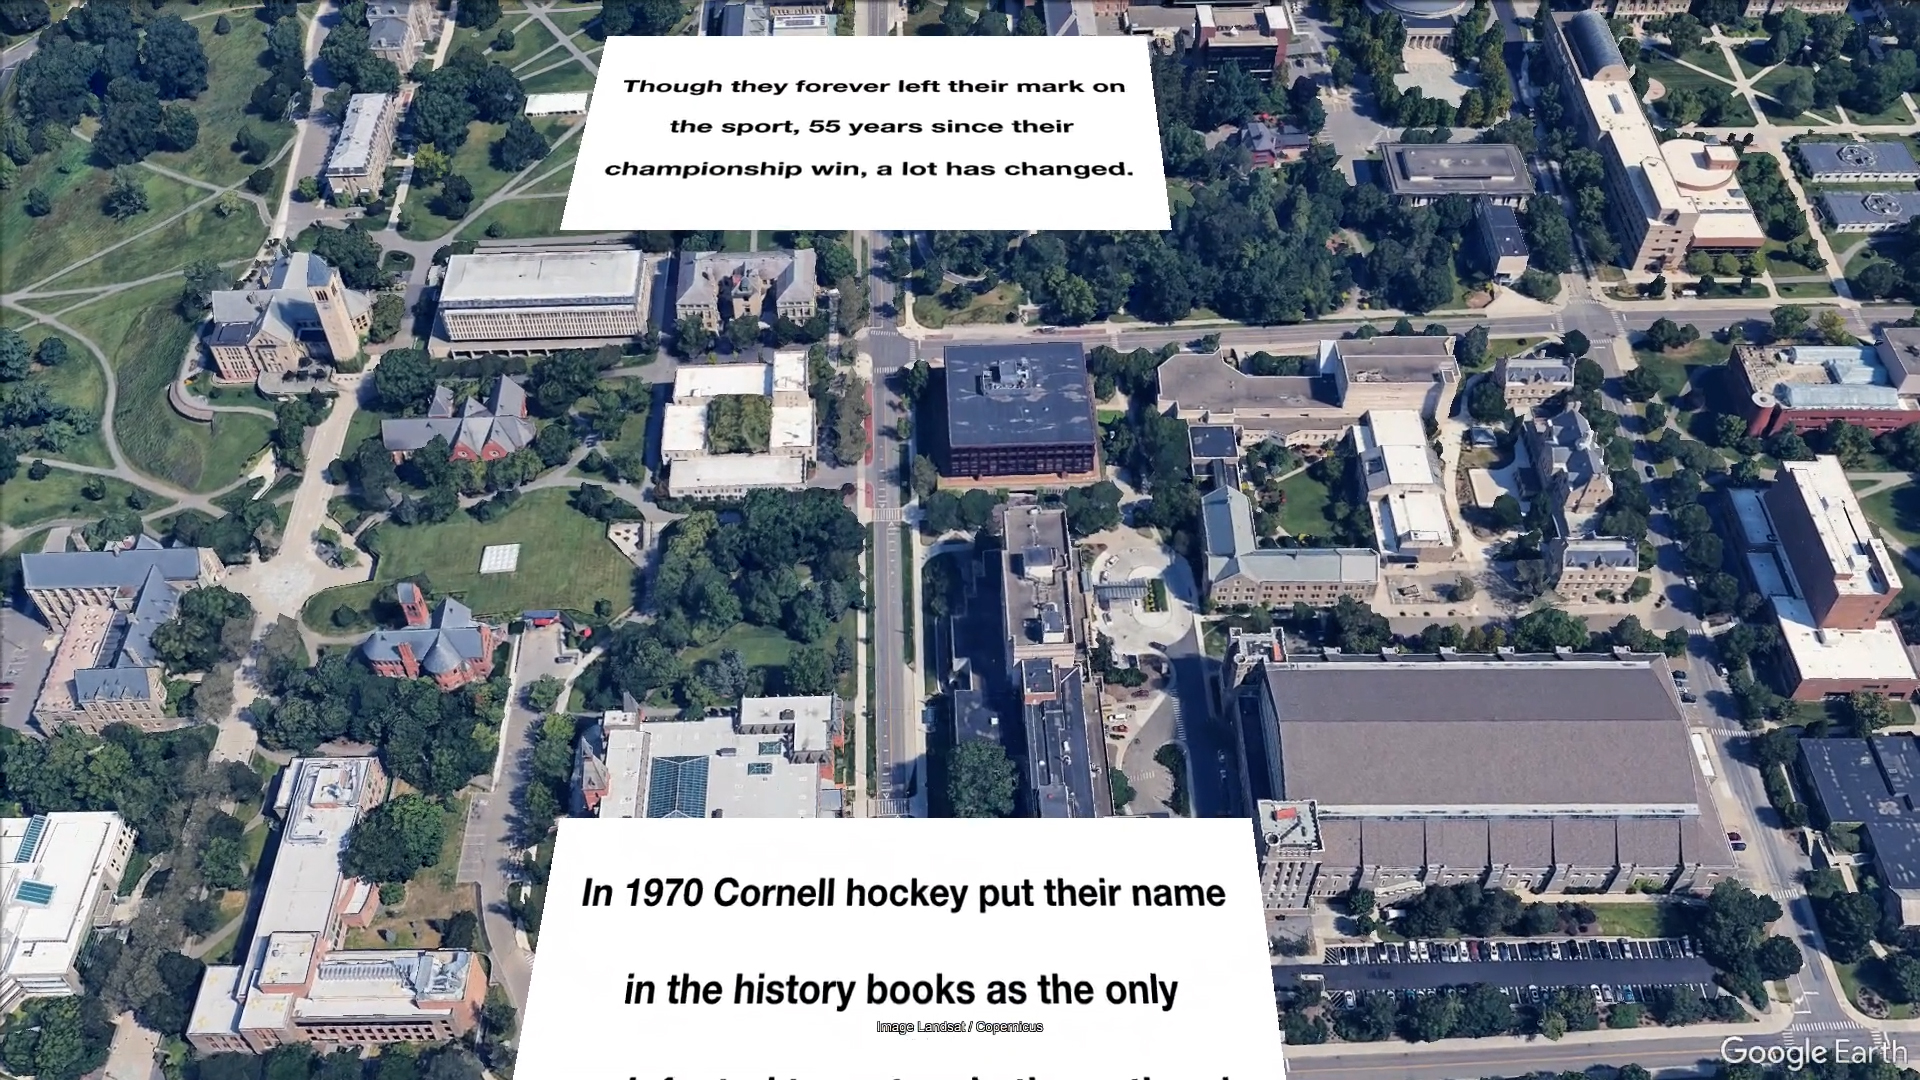 Though they forever left their mark on
the sport, 55 years since their
championship win, a lot has changed.
In 1970 Cornell hockey put their name
in the history books as the only
Image Landsat / Copernicus
Google Earth